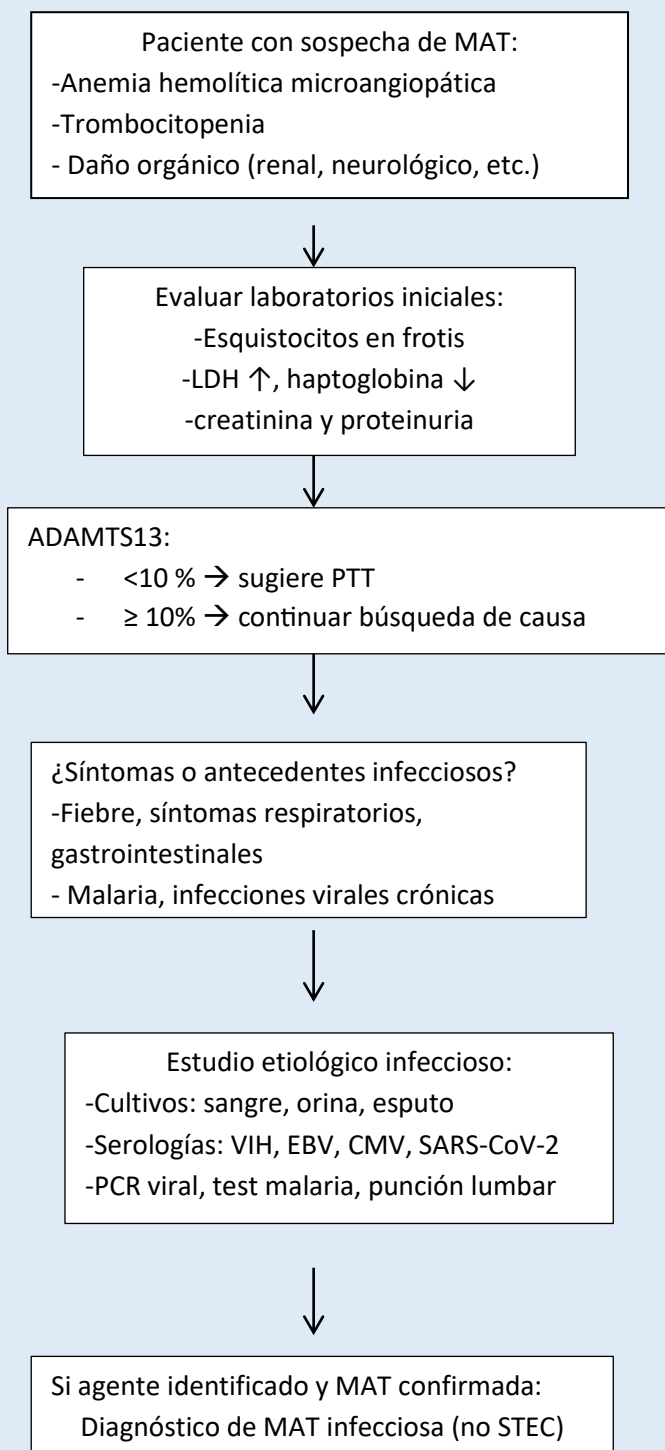 Paciente con sospecha de MAT:
-Anemia hemolítica microangiopática
-Trombocitopenia
- Daño orgánico (renal, neurológico, etc.)
Evaluar laboratorios iniciales:
-Esquistocitos en frotis
-LDH ↑, haptoglobina ↓
-creatinina y proteinuria
ADAMTS13:
- <10 % → sugiere PTT
- ≥ 10% → continuar búsqueda de causa
¿Síntomas o antecedentes infecciosos?
-Fiebre, síntomas respiratorios,
gastrointestinales
- Malaria, infecciones virales crónicas
Estudio etiológico infeccioso:
-Cultivos: sangre, orina, esputo
-Serologías: VIH, EBV, CMV, SARS-CoV-2
-PCR viral, test malaria, punción lumbar
Si agente identificado y MAT confirmada:
Diagnóstico de MAT infecciosa (no STEC)